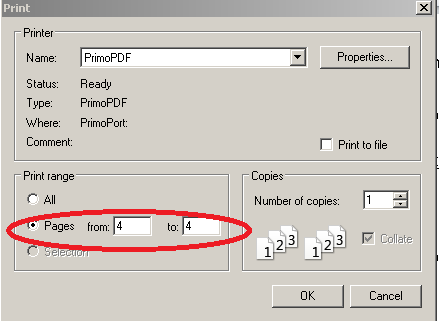 Print
Printer
Name: PrimoPDF Properties...
Status: Ready
Type: PrimoPDF
Where: PrimoPort:
Comment: Print to file
Print range
All
Pages from: 4 to: 4
Selection
Copies
Number of copies: 1
1 2 3 1 2 3
Collate
OK Cancel